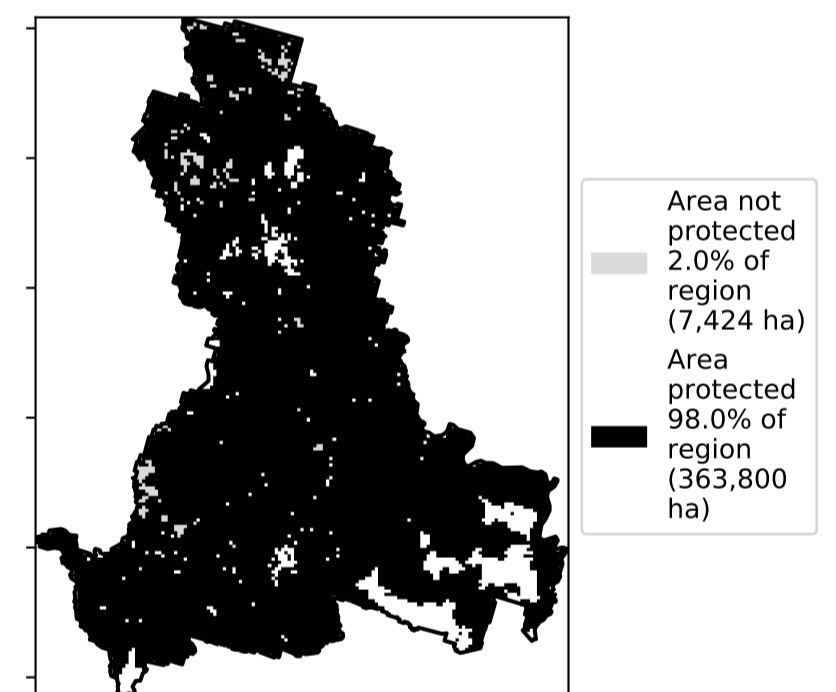 Area not
protected
2.0% of
region
(7,424 ha)
Area
protected
98.0% of
region
(363,800
ha)